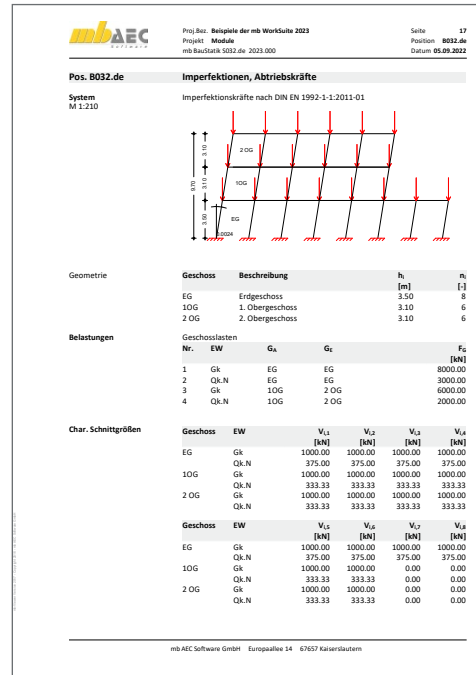 mb AEC
Software
Proj.Bez. Beispiele der mb WorkSuite 2023 Seite 17
Projekt Module Position B032.de
mb BauStatik S032.de 2023.000 Datum 05.09.2022
Pos. B032.de Imperfektionen, Abtriebskräfte
System Imperfektionskräfte nach DIN EN 1992-1-1:2011-01
M 1:210
9.70
3.10
3.10
3.50
2 OG
1OG
EG
0.0024
Geometrie Geschoss Beschreibung hᵢ nᵢ
[m] [-]
EG Erdgeschoss 3.50 8
1OG 1. Obergeschoss 3.10 6
2 OG 2. Obergeschoss 3.10 6
Belastungen Geschosslasten
Nr. EW G_A G_E F_G
[kN]
1 Gk EG EG 8000.00
2 Qk.N EG EG 3000.00
3 Gk 1OG 2 OG 6000.00
4 Qk.N 1OG 2 OG 2000.00
Char. Schnittgrößen Geschoss EW V_i,1 V_i,2 V_i,3 V_i,4
[kN] [kN] [kN] [kN]
EG Gk 1000.00 1000.00 1000.00 1000.00
Qk.N 375.00 375.00 375.00 375.00
1OG Gk 1000.00 1000.00 1000.00 1000.00
Qk.N 333.33 333.33 333.33 333.33
2 OG Gk 1000.00 1000.00 1000.00 1000.00
Qk.N 333.33 333.33 333.33 333.33
Geschoss EW V_i,5 V_i,6 V_i,7 V_i,8
[kN] [kN] [kN] [kN]
EG Gk 1000.00 1000.00 1000.00 1000.00
Qk.N 375.00 375.00 375.00 375.00
1OG Gk 1000.00 1000.00 0.00 0.00
Qk.N 333.33 333.33 0.00 0.00
2 OG Gk 1000.00 1000.00 0.00 0.00
Qk.N 333.33 333.33 0.00 0.00
mb AEC Software GmbH Europaallee 14 67657 Kaiserslautern